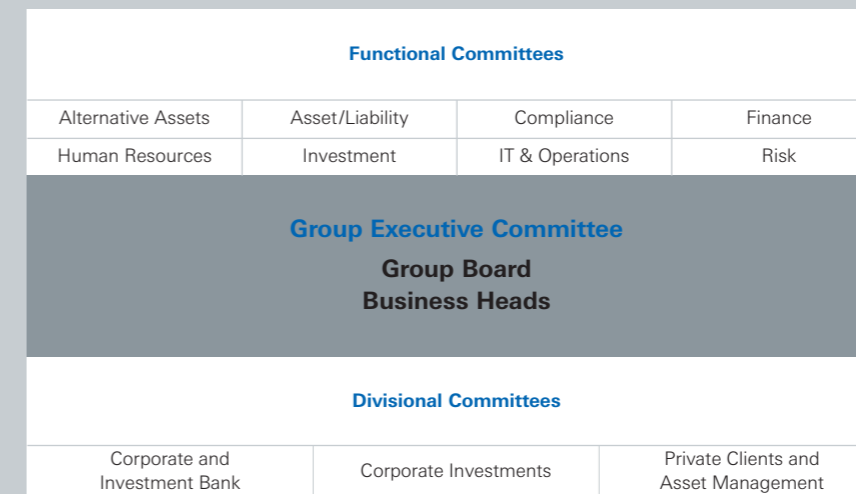 Functional Committees
Alternative Assets Asset/Liability Compliance Finance
Human Resources Investment IT & Operations Risk
Group Executive Committee
Group Board
Business Heads
Divisional Committees
Corporate and
Investment Bank
Corporate Investments
Private Clients and
Asset Management